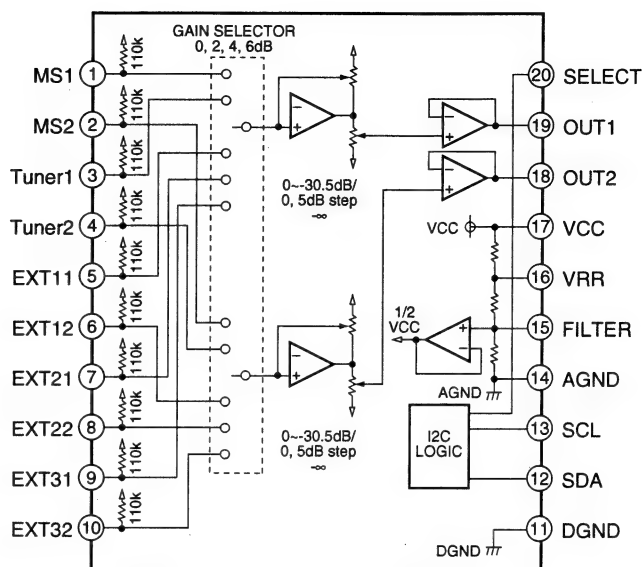 GAIN SELECTOR
0, 2, 4, 6dB
MS1 1 110k
MS2 2 110k
Tuner1 3 110k
Tuner2 4 110k
EXT11 5 110k
EXT12 6 110k
EXT21 7 110k
EXT22 8 110k
EXT31 9 110k
EXT32 10 110k
−
+
0~-30.5dB/
0, 5dB step
-∞
−
+
0~-30.5dB/
0, 5dB step
-∞
−
+
−
+
1/2
VCC
+
−
VCC
AGND
I2C
LOGIC
DGND
20 SELECT
19 OUT1
18 OUT2
17 VCC
16 VRR
15 FILTER
14 AGND
13 SCL
12 SDA
11 DGND